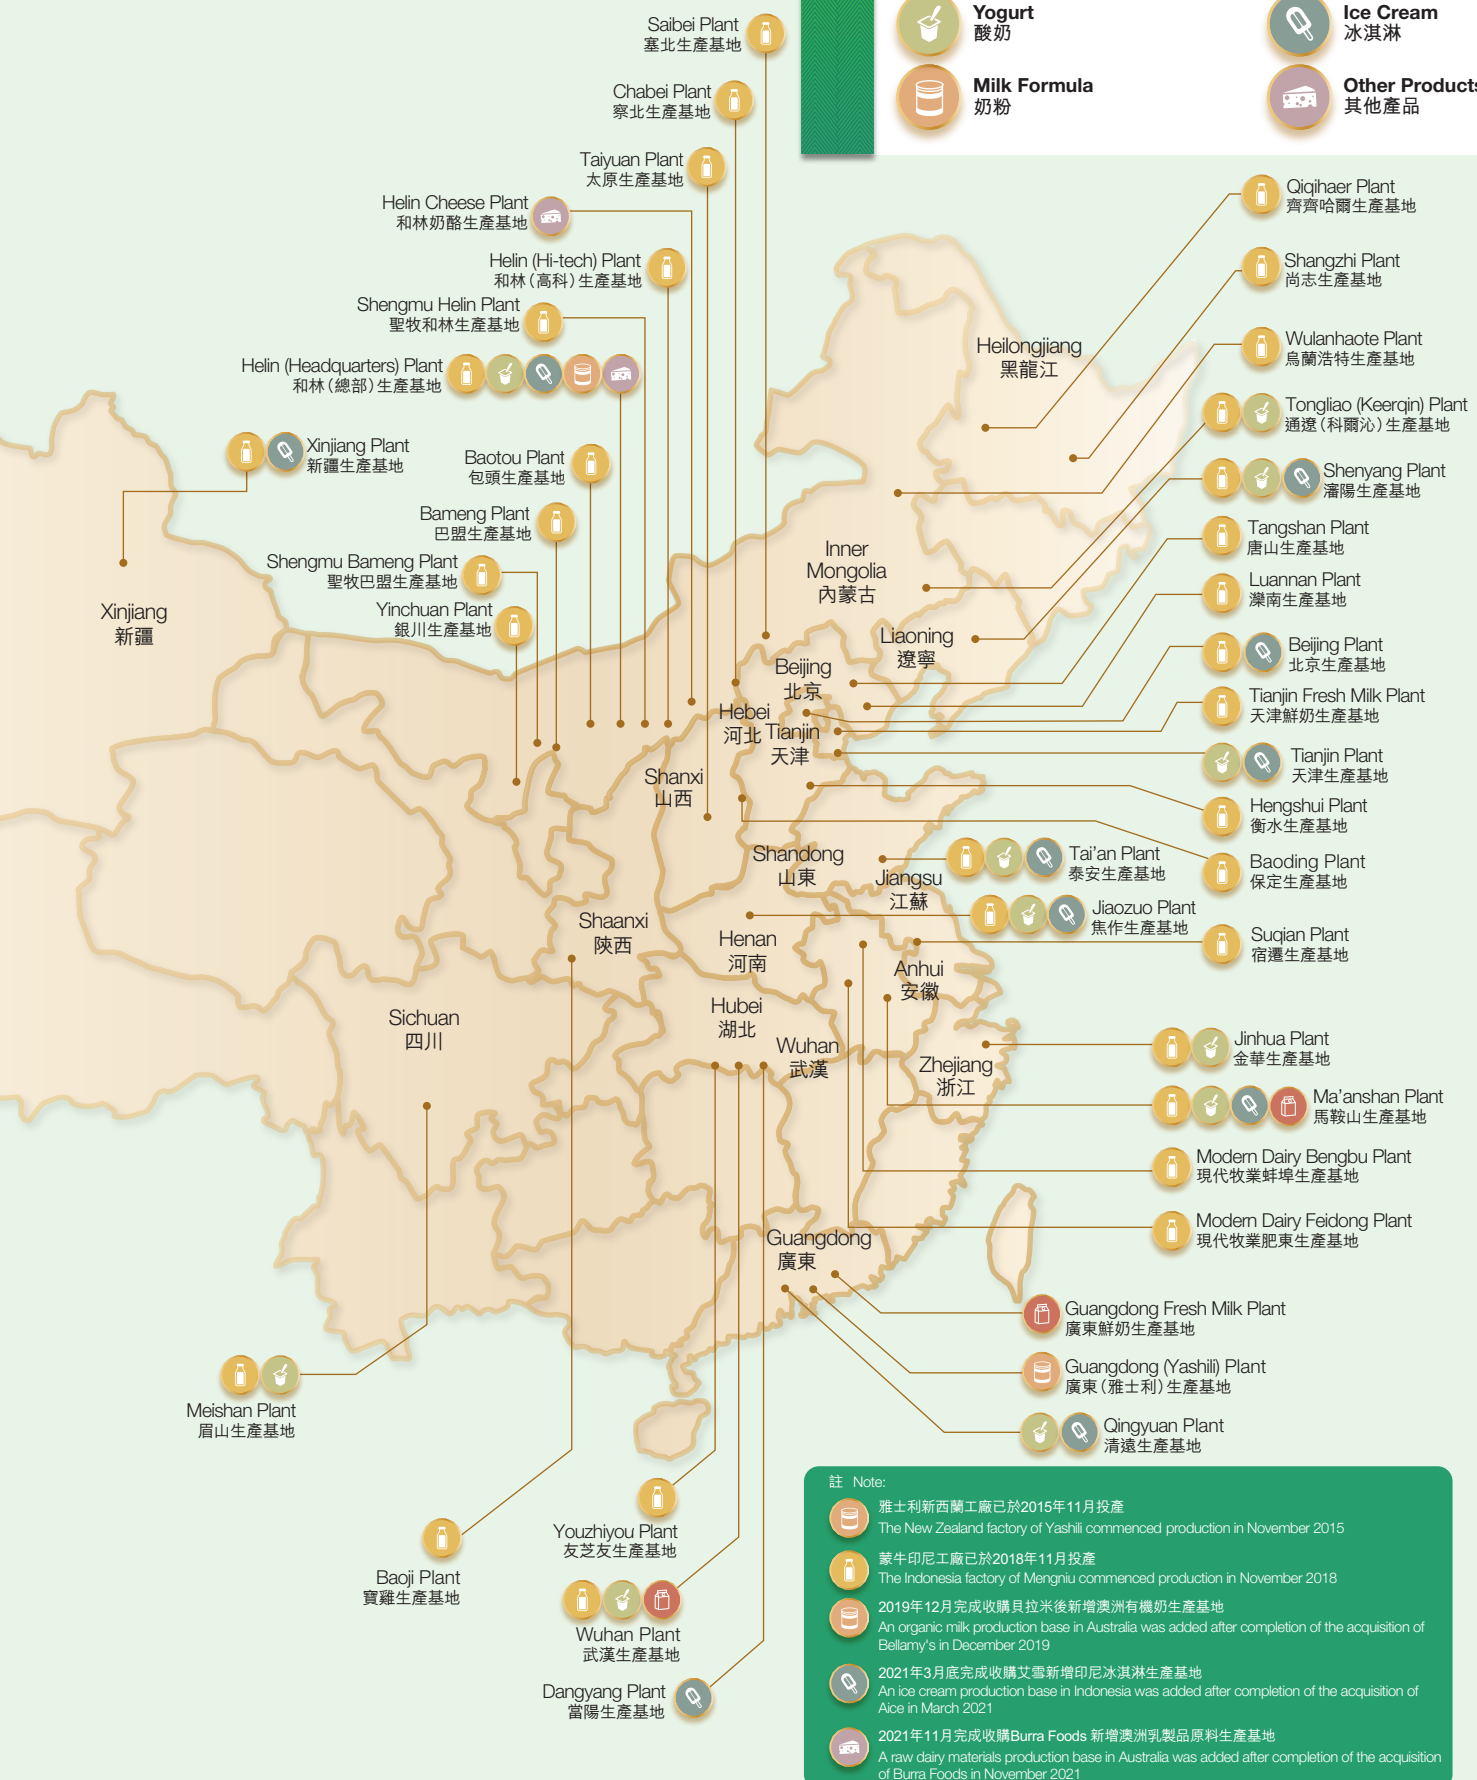 Yogurt
酸奶
Ice Cream
冰淇淋
Milk Formula
奶粉
Other Products
其他產品
Saibei Plant
塞北生產基地
Chabei Plant
察北生產基地
Taiyuan Plant
太原生產基地
Helin Cheese Plant
和林奶酪生產基地
Helin (Hi-tech) Plant
和林(高科)生產基地
Shengmu Helin Plant
聖牧和林生產基地
Helin (Headquarters) Plant
和林(總部)生產基地
Xinjiang Plant
新疆生產基地
Baotou Plant
包頭生產基地
Bameng Plant
巴盟生產基地
Shengmu Bameng Plant
聖牧巴盟生產基地
Yinchuan Plant
銀川生產基地
Qiqihaer Plant
齊齊哈爾生產基地
Shangzhi Plant
尚志生產基地
Wulanhaote Plant
烏蘭浩特生產基地
Tongliao (Keerqin) Plant
通遼(科爾沁)生產基地
Shenyang Plant
瀋陽生產基地
Tangshan Plant
唐山生產基地
Luannan Plant
灤南生產基地
Beijing Plant
北京生產基地
Tianjin Fresh Milk Plant
天津鮮奶生產基地
Tianjin Plant
天津生產基地
Hengshui Plant
衡水生產基地
Baoding Plant
保定生產基地
Tai'an Plant
泰安生產基地
Jiaozuo Plant
焦作生產基地
Suqian Plant
宿遷生產基地
Jinhua Plant
金華生產基地
Ma'anshan Plant
馬鞍山生產基地
Modern Dairy Bengbu Plant
現代牧業蚌埠生產基地
Modern Dairy Feidong Plant
現代牧業肥東生產基地
Guangdong Fresh Milk Plant
廣東鮮奶生產基地
Guangdong (Yashili) Plant
廣東(雅士利)生產基地
Qingyuan Plant
清遠生產基地
Heilongjiang
黑龍江
Inner
Mongolia
內蒙古
Liaoning
遼寧
Xinjiang
新疆
Beijing
北京
Hebei
河北
Tianjin
天津
Shanxi
山西
Shandong
山東
Jiangsu
江蘇
Shaanxi
陝西
Henan
河南
Anhui
安徽
Sichuan
四川
Hubei
湖北
Wuhan
武漢
Zhejiang
浙江
Guangdong
廣東
Meishan Plant
眉山生產基地
Baoji Plant
寶雞生產基地
Youzhiyou Plant
友芝友生產基地
Wuhan Plant
武漢生產基地
Dangyang Plant
當陽生產基地
註 Note:
雅士利新西蘭工廠已於2015年11月投產
The New Zealand factory of Yashili commenced production in November 2015
蒙牛印尼工廠已於2018年11月投產
The Indonesia factory of Mengniu commenced production in November 2018
2019年12月完成收購貝拉米後新增澳洲有機奶生產基地
An organic milk production base in Australia was added after completion of the acquisition of
Bellamy's in December 2019
2021年3月底完成收購艾雪新增印尼冰淇淋生產基地
An ice cream production base in Indonesia was added after completion of the acquisition of
Aice in March 2021
2021年11月完成收購Burra Foods 新增澳洲乳製品原料生產基地
A raw dairy materials production base in Australia was added after completion of the acquisition
of Burra Foods in November 2021